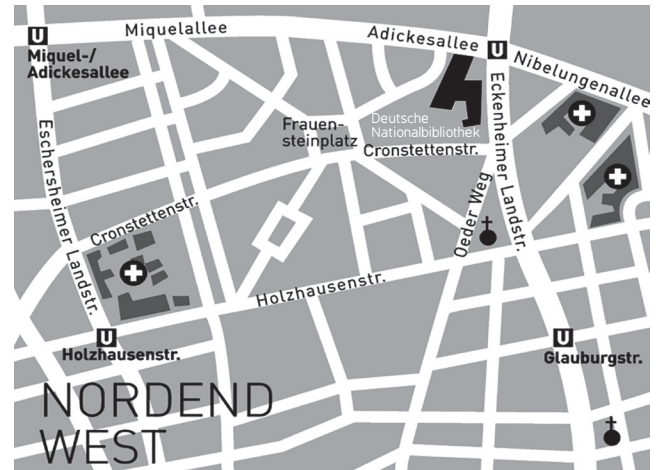 U
Miquel-/
Adickesallee
Miquelallee
Adickesallee
U
Nibelungenallee
Eschersheimer Landstr.
Eckenheimer Landstr.
Deutsche
Nationalbibliothek
Frauen-
steinplatz
Cronstettenstr.
Cronstettenstr.
Oeder Weg
Holzhausenstr.
U
Holzhausenstr.
U
Glauburgstr.
NORDEND
WEST